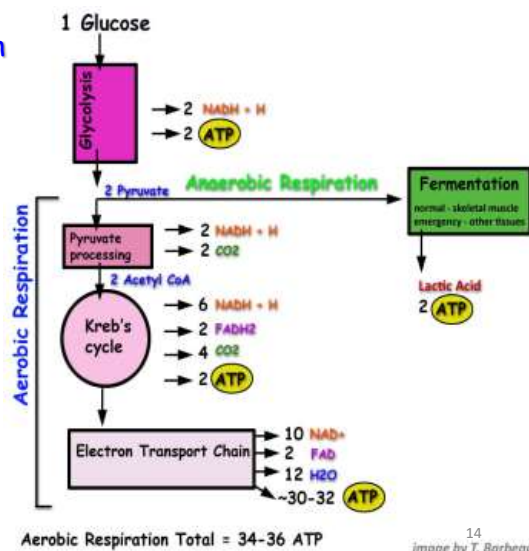 1 Glucose
n
Glycolysis
2 NADH + H
2 ATP
2 Pyruvate
Anaerobic Respiration
Fermentation
normal - skeletal muscle
emergency - other tissues
Lactic Acid
2 ATP
Aerobic Respiration
Pyruvate
processing
2 NADH + H
2 CO2
2 Acetyl CoA
Kreb's
cycle
6 NADH + H
2 FADH2
4 CO2
2 ATP
Electron Transport Chain
10 NAD+
2 FAD
12 H2O
~30-32 ATP
Aerobic Respiration Total = 34-36 ATP
14
image by T. Barbeau